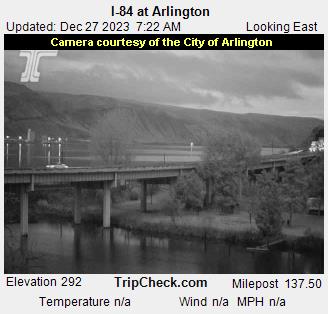 I-84 at Arlington
Updated: Dec 27 2023 7:22 AM Looking East
Camera courtesy of the City of Arlington
Elevation 292 TripCheck.com Milepost 137.50
Temperature n/a Wind n/a MPH n/a